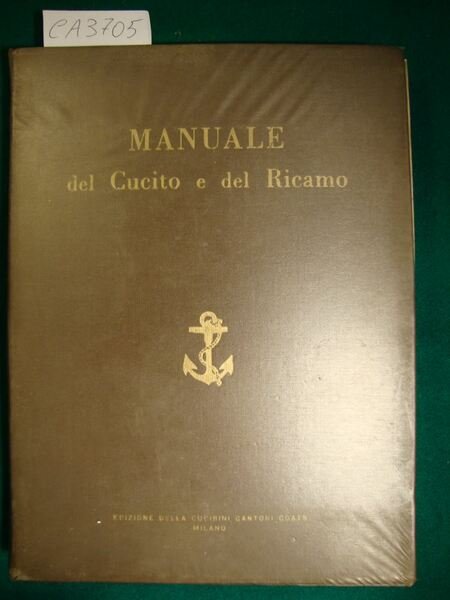 CA3705
MANUALE
del Cucito e del Ricamo
EDIZIONE DELLA CUCIRINI CANTONI COATS
MILANO